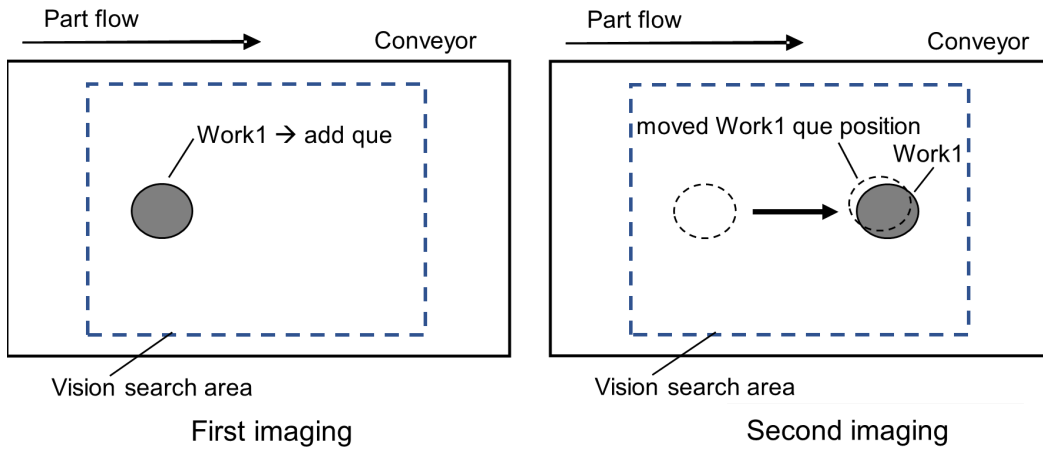 Part flow
Conveyor
Work1 → add que
Vision search area
First imaging
Part flow
Conveyor
moved Work1 que position
Work1
Vision search area
Second imaging